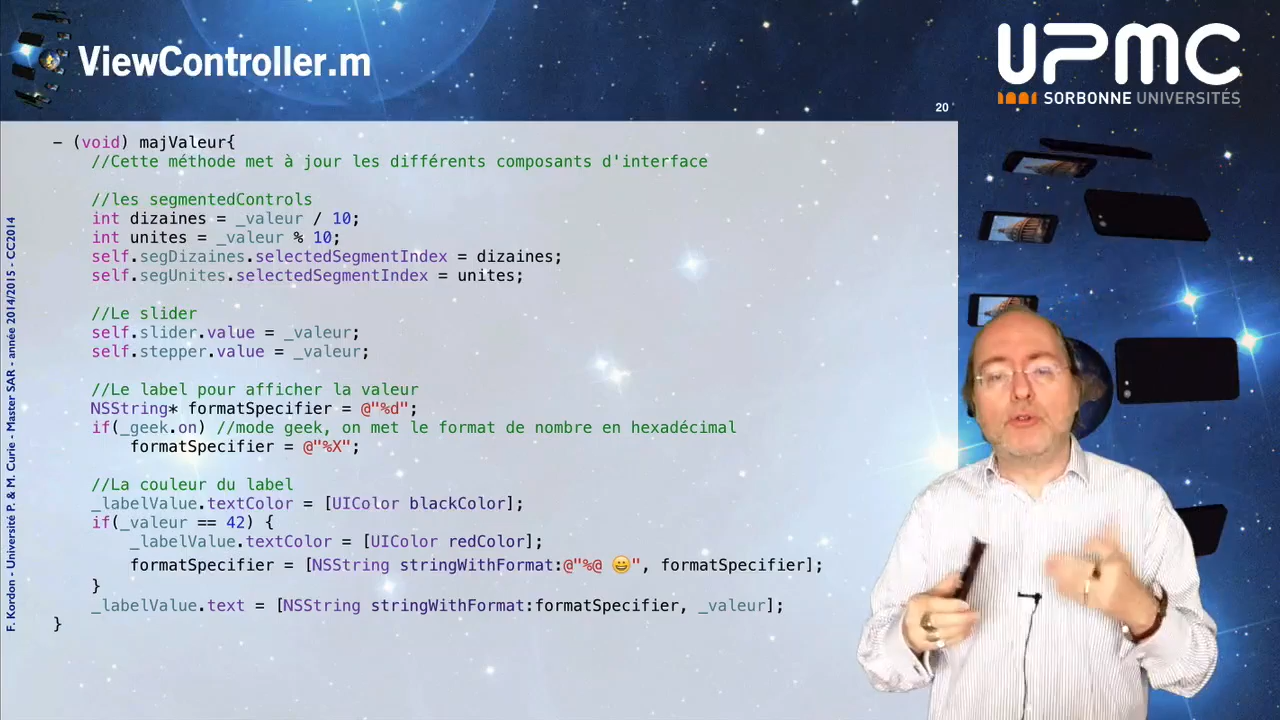 ViewController.m
UPMC
SORBONNE UNIVERSITÉS
20
- (void) majValeur{
//Cette méthode met à jour les différents composants d'interface
//les segmentedControls
int dizaines = _valeur / 10;
int unites = _valeur % 10;
self.segDizaines.selectedSegmentIndex = dizaines;
self.segUnites.selectedSegmentIndex = unites;
//Le slider
self.slider.value = _valeur;
self.stepper.value = _valeur;
//Le label pour afficher la valeur
NSString* formatSpecifier = @"%d";
if(_geek.on) //mode geek, on met le format de nombre en hexadécimal
formatSpecifier = @"%X";
//La couleur du label
_labelValue.textColor = [UIColor blackColor];
if(_valeur == 42) {
_labelValue.textColor = [UIColor redColor];
formatSpecifier = [NSString stringWithFormat:@"%@ 😀", formatSpecifier];
}
_labelValue.text = [NSString stringWithFormat:formatSpecifier, _valeur];
}
F. Kordon - Université P. & M. Curie - Master SAR - année 2014/2015 - CC2014